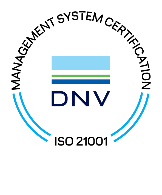 MANAGEMENT SYSTEM CERTIFICATION
DNV
ISO 21001